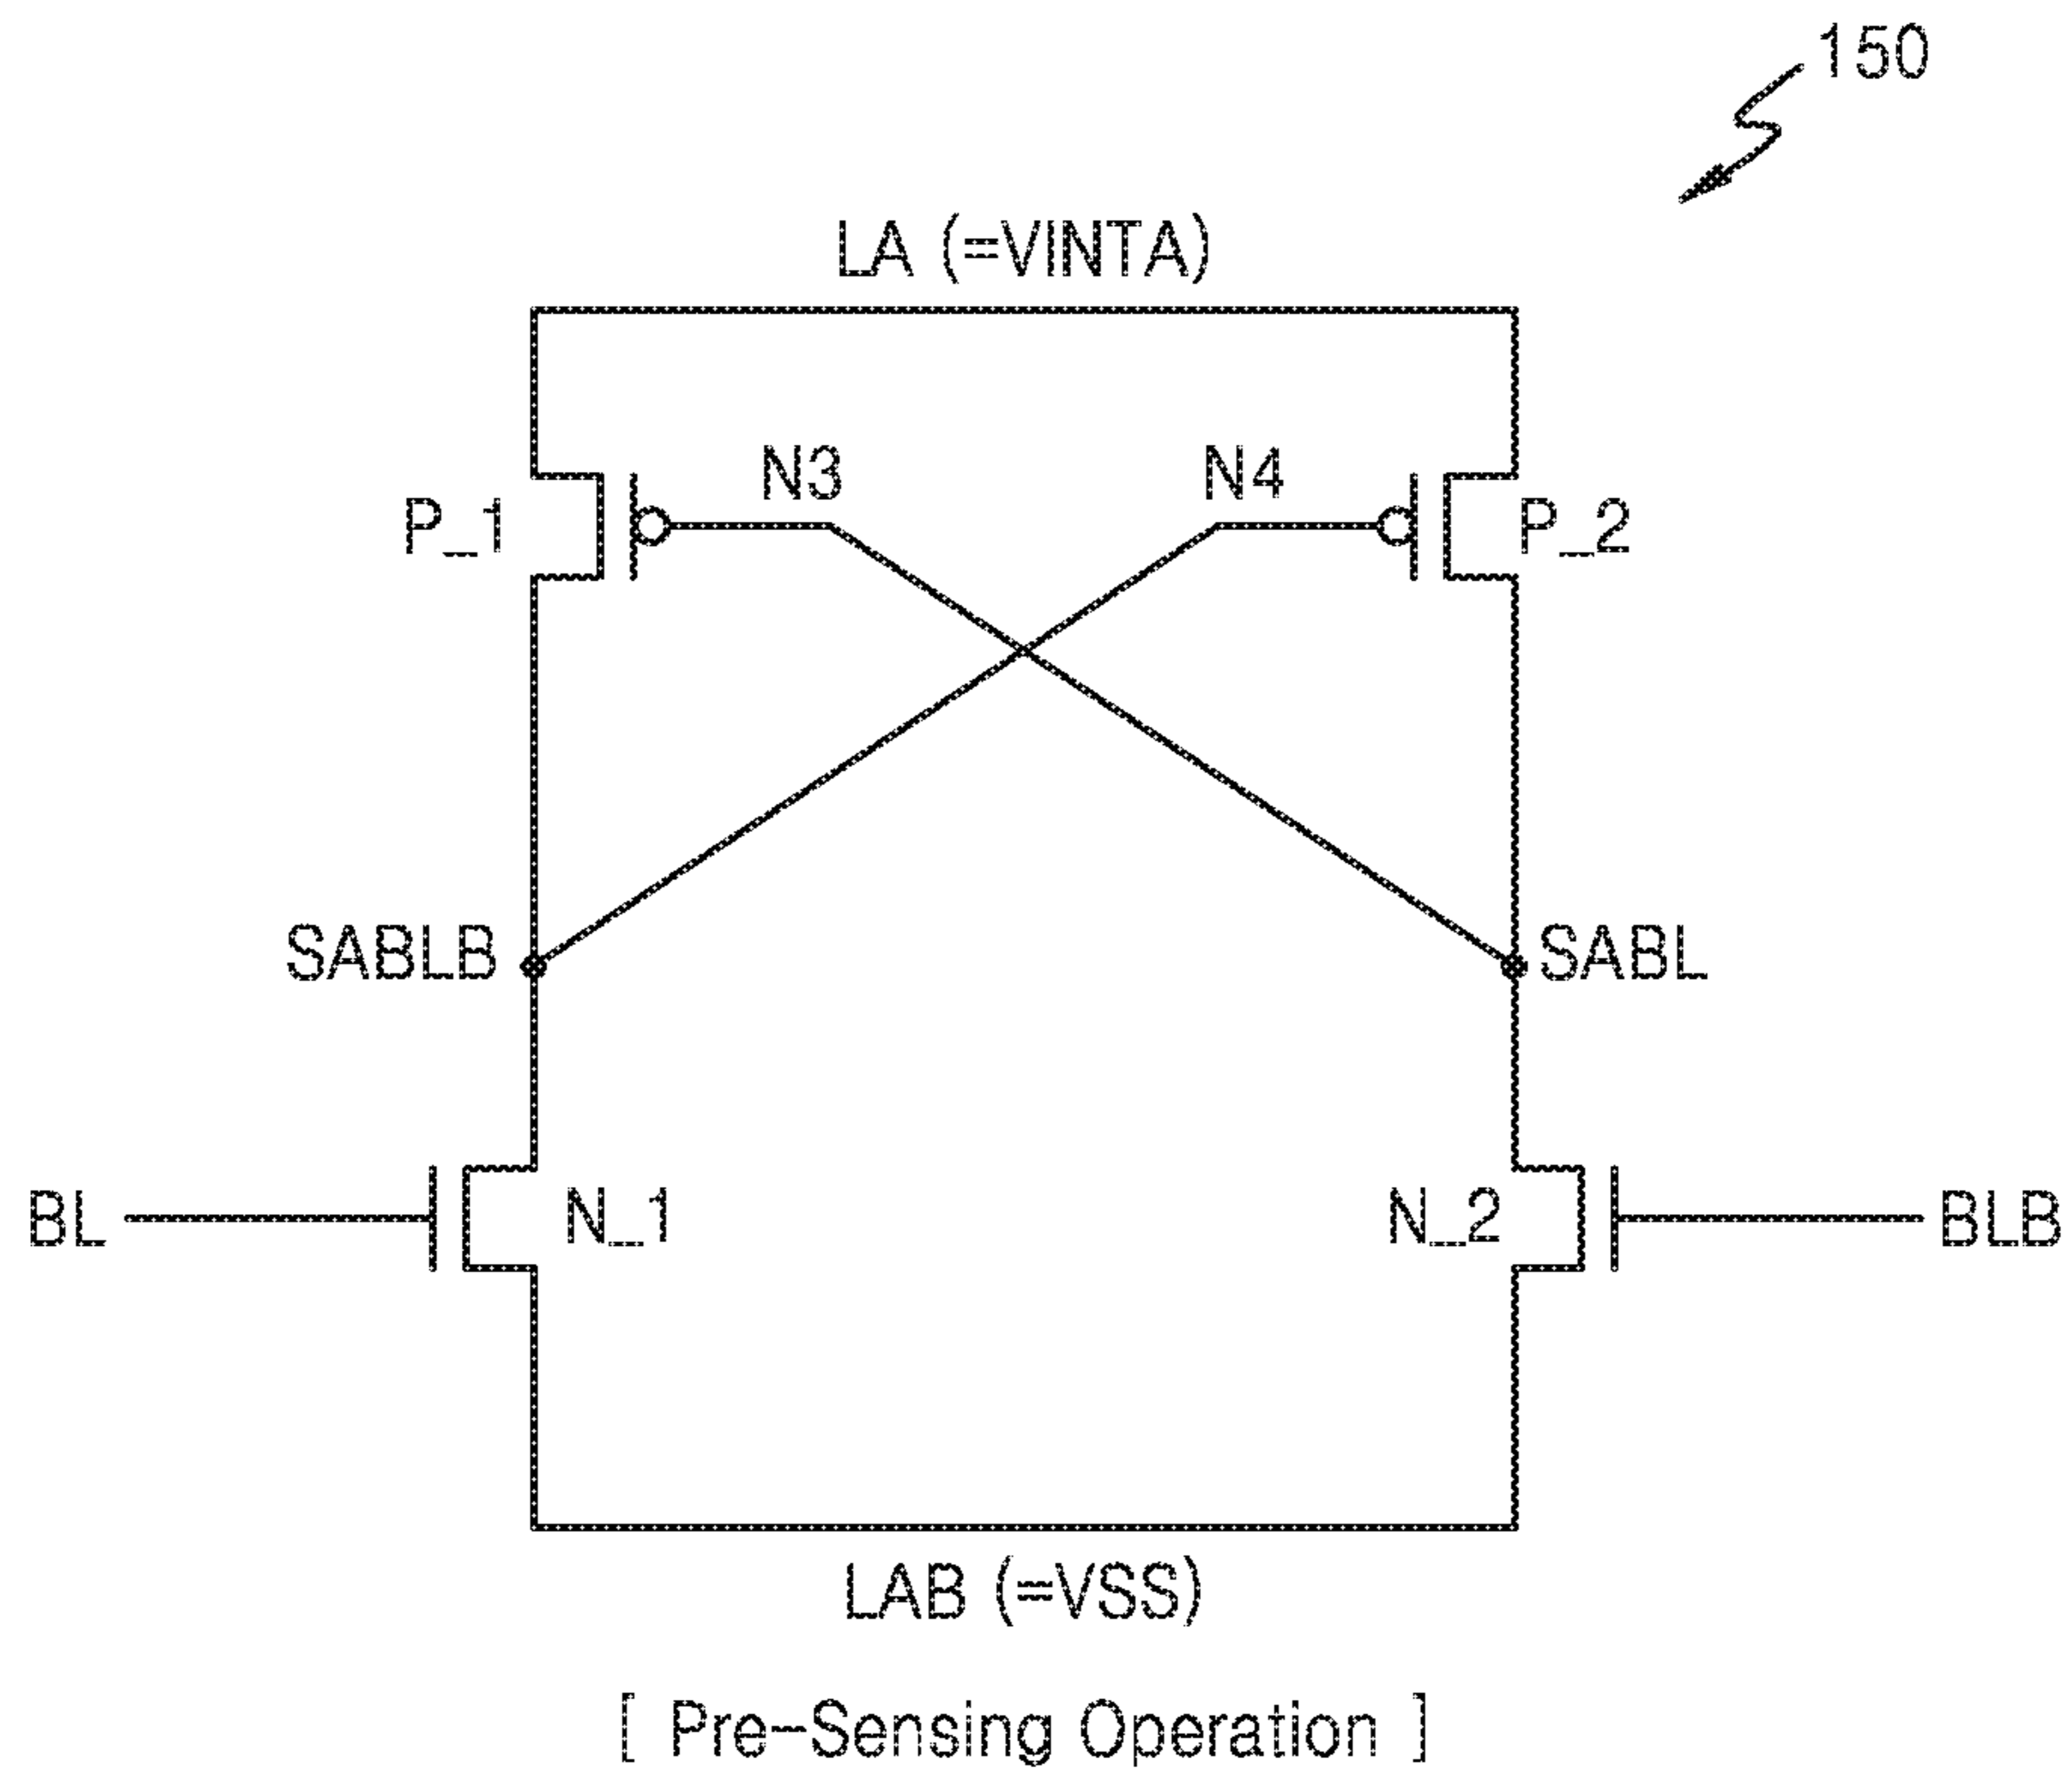 150
LA (=VINTA)
N3
N4
P_1
P_2
SABLB
SABL
BL
N_1
N_2
BLB
LAB (=VSS)
[ Pre-Sensing Operation ]